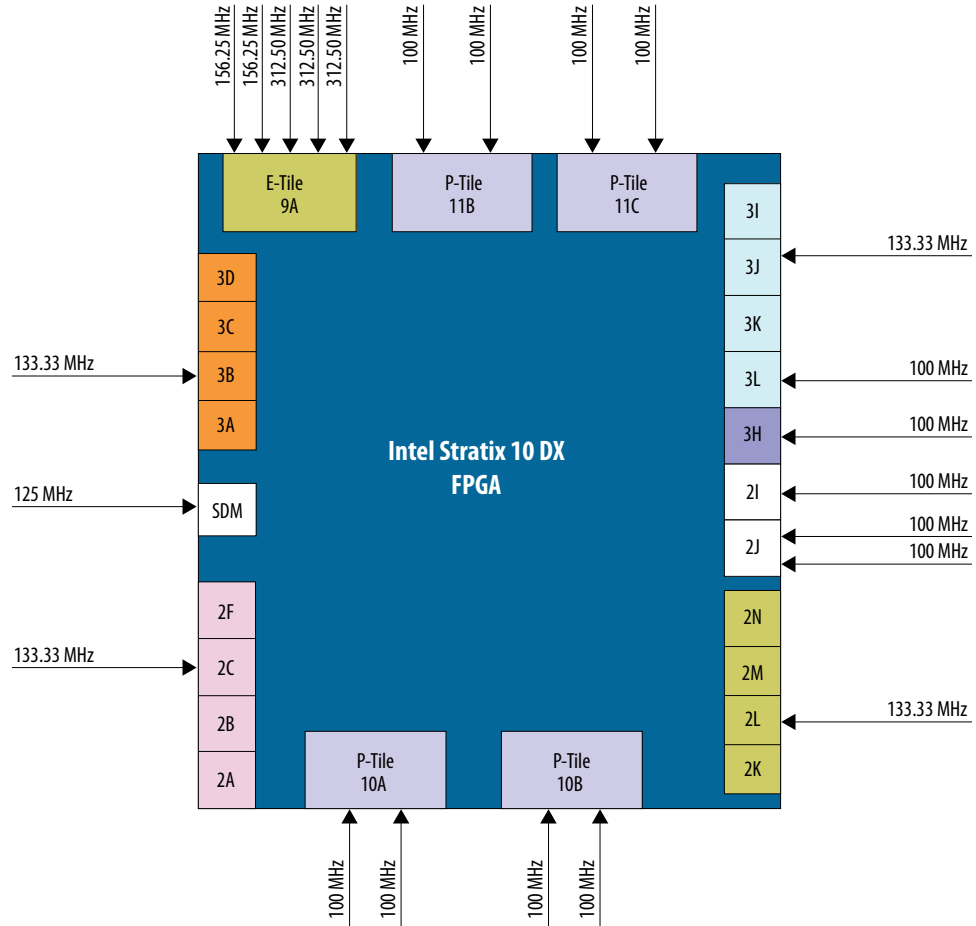 156.25 MHz
156.25 MHz
312.50 MHz
312.50 MHz
312.50 MHz
100 MHz
100 MHz
100 MHz
100 MHz
E-Tile
9A
P-Tile
11B
P-Tile
11C
3I
3J
133.33 MHz
3K
3L
100 MHz
3H
100 MHz
2I
100 MHz
2J
100 MHz
100 MHz
2N
2M
2L
133.33 MHz
2K
3D
3C
133.33 MHz
3B
3A
125 MHz
SDM
2F
133.33 MHz
2C
2B
2A
Intel Stratix 10 DX
FPGA
P-Tile
10A
P-Tile
10B
100 MHz
100 MHz
100 MHz
100 MHz